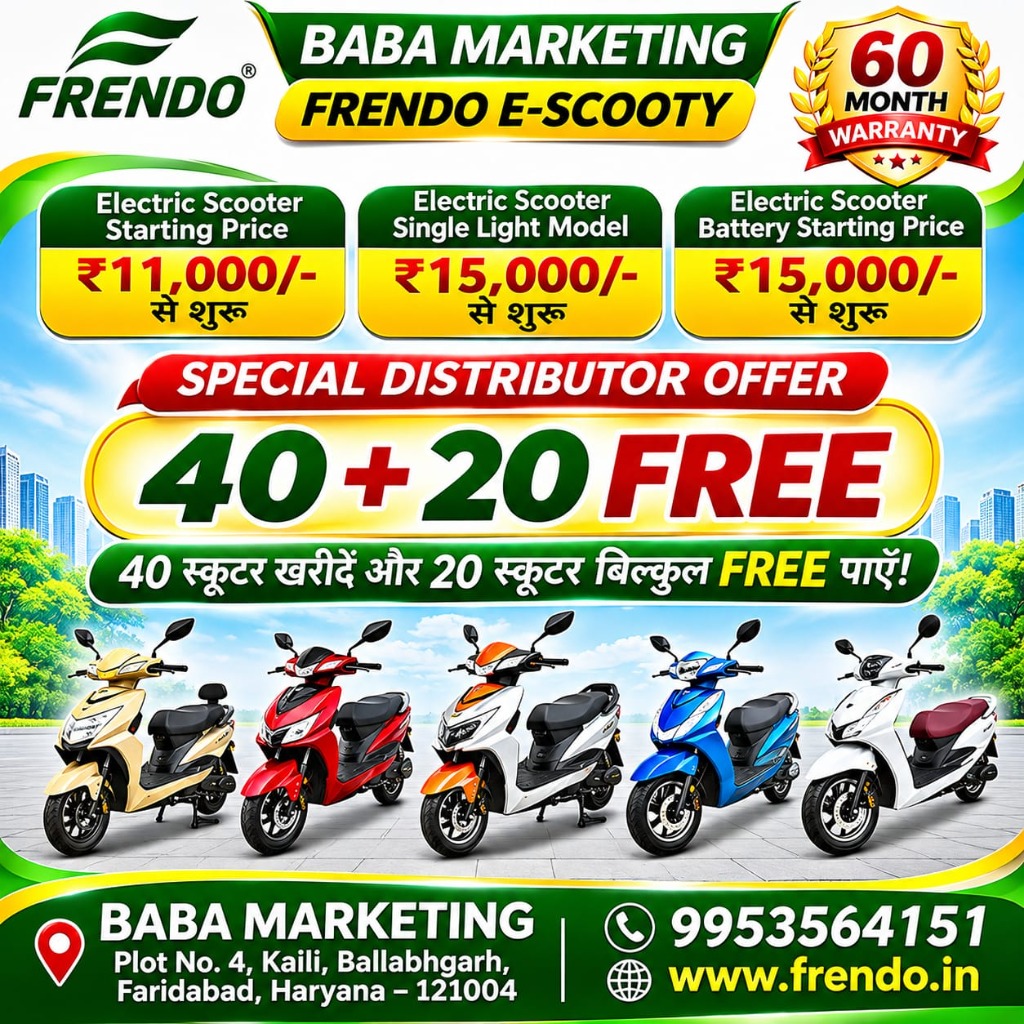 FRENDO®
BABA MARKETING
FRENDO E-SCOOTY
60
MONTH
WARRANTY
Electric Scooter
Starting Price
₹11,000/-
से शुरू
Electric Scooter
Single Light Model
₹15,000/-
से शुरू
Electric Scooter
Battery Starting Price
₹15,000/-
से शुरू
SPECIAL DISTRIBUTOR OFFER
40 + 20 FREE
40 स्कूटर खरीदें और 20 स्कूटर बिल्कुल FREE पाएँ!
BABA MARKETING
Plot No. 4, Kaili, Ballabhgarh,
Faridabad, Haryana – 121004
9953564151
www.frendo.in